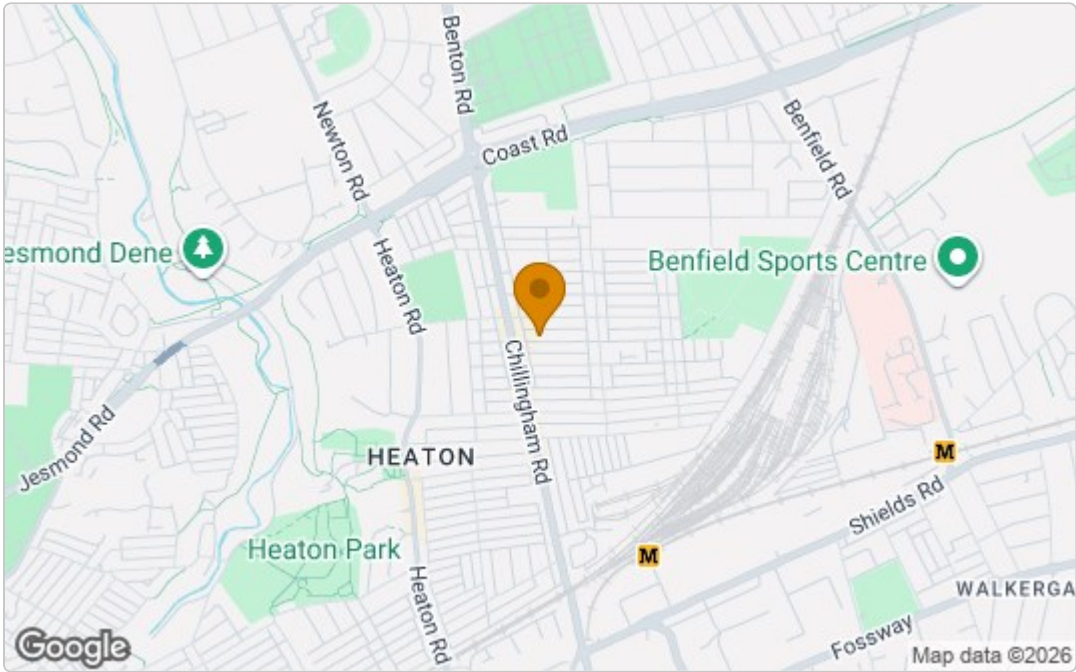 Benton Rd
Newton Rd
Coast Rd
Benfield Rd
esmond Dene
Heaton Rd
Benfield Sports Centre
Chillingham Rd
Jesmond Rd
HEATON
M
Shields Rd
Heaton Park
M
Heaton Rd
WALKERGA
Fossway
Google
Map data ©2026